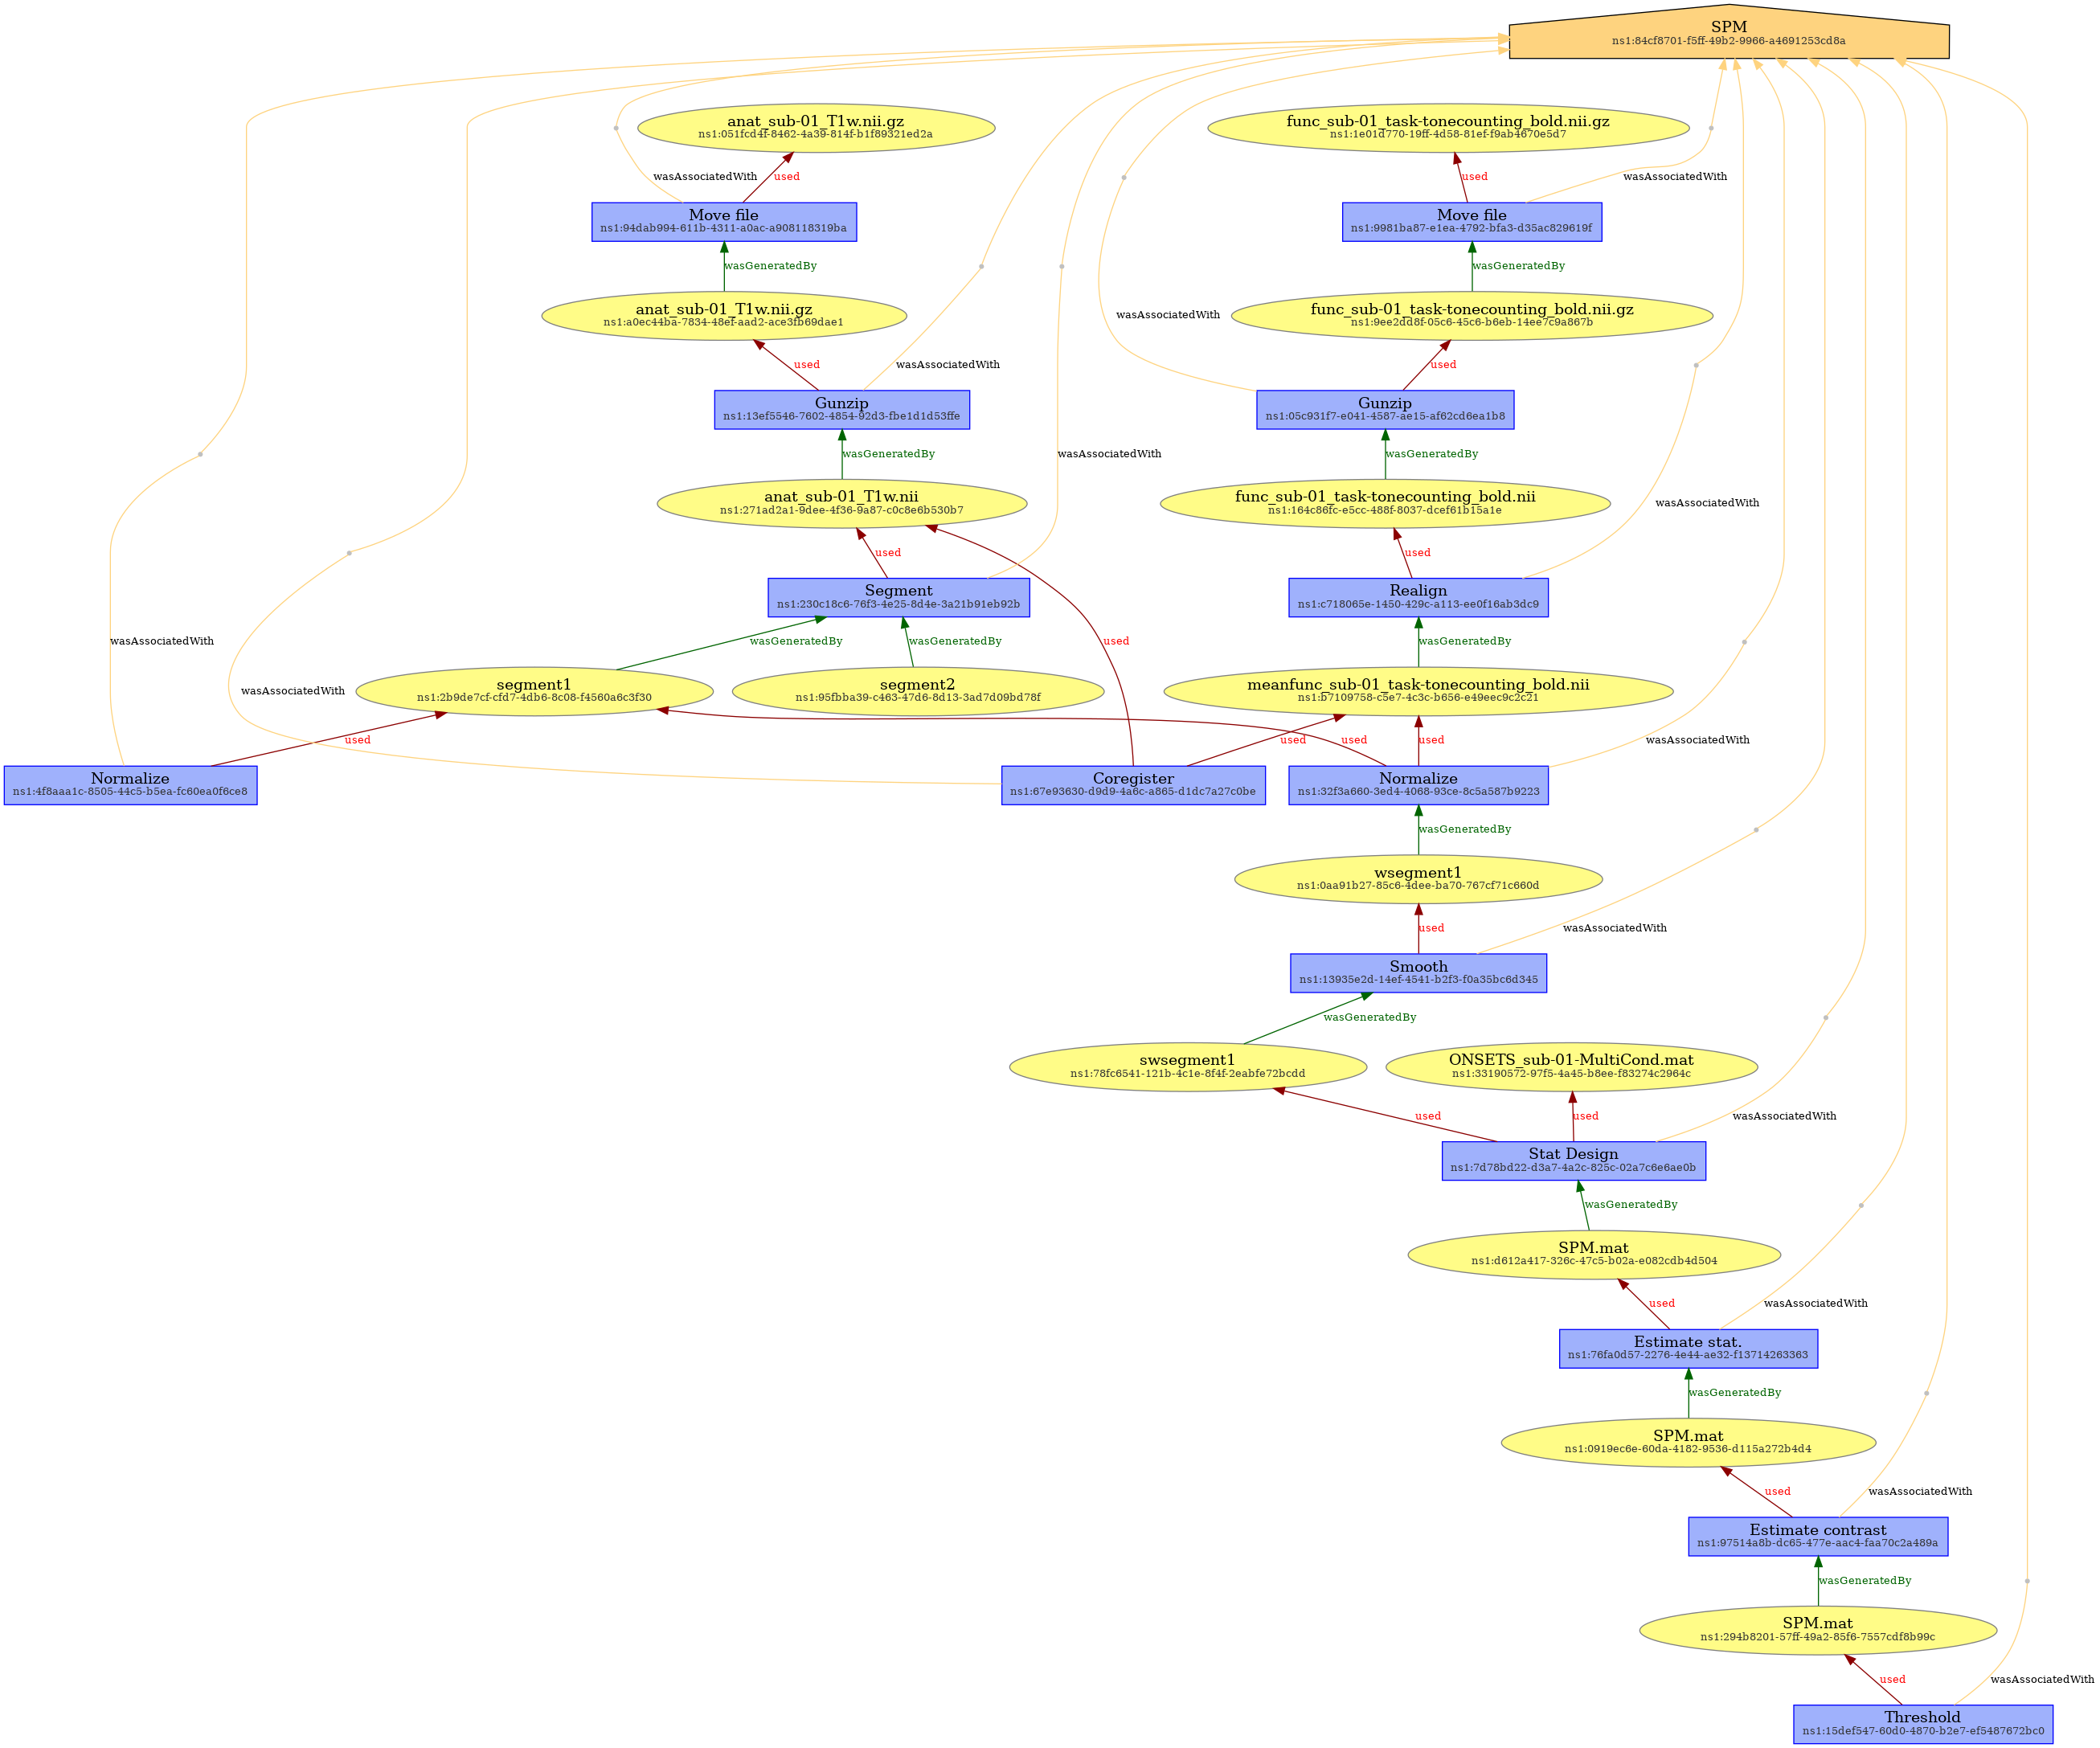 SPM
ns1:84cf8701-f5ff-49b2-9966-a4691253cd8a
anat_sub-01_T1w.nii.gz
ns1:051fcd4f-8462-4a39-814f-b1f89321ed2a
func_sub-01_task-tonecounting_bold.nii.gz
ns1:1e01d770-19ff-4d58-81ef-f9ab4670e5d7
wasAssociatedWith
used
used
wasAssociatedWith
Move file
ns1:94dab994-611b-4311-a0ac-a908118319ba
Move file
ns1:9981ba87-e1ea-4792-bfa3-d35ac829619f
wasGeneratedBy
wasGeneratedBy
anat_sub-01_T1w.nii.gz
ns1:a0ec44ba-7834-48ef-aad2-ace3fb69dae1
wasAssociatedWith
func_sub-01_task-tonecounting_bold.nii.gz
ns1:9ee2dd8f-05c6-45c6-b6eb-14ee7c9a867b
used
wasAssociatedWith
used
Gunzip
ns1:13ef5546-7602-4854-92d3-fbe1d1d53ffe
Gunzip
ns1:05c931f7-e041-4587-ae15-af62cd6ea1b8
wasGeneratedBy
wasAssociatedWith
wasGeneratedBy
anat_sub-01_T1w.nii
ns1:271ad2a1-9dee-4f36-9a87-c0c8e6b530b7
func_sub-01_task-tonecounting_bold.nii
ns1:164c86fc-e5cc-488f-8037-dcef61b15a1e
wasAssociatedWith
used
used
Segment
ns1:230c18c6-76f3-4e25-8d4e-3a21b91eb92b
Realign
ns1:c718065e-1450-429c-a113-ee0f16ab3dc9
wasAssociatedWith
wasGeneratedBy
wasGeneratedBy
used
wasGeneratedBy
wasAssociatedWith
segment1
ns1:2b9de7cf-cfd7-4db6-8c08-f4560a6c3f30
segment2
ns1:95fbba39-c463-47d6-8d13-3ad7d09bd78f
meanfunc_sub-01_task-tonecounting_bold.nii
ns1:b7109758-c5e7-4c3c-b656-e49eec9c2c21
used
used
used
used
wasAssociatedWith
Normalize
ns1:4f8aaa1c-8505-44c5-b5ea-fc60ea0f6ce8
Coregister
ns1:67e93630-d9d9-4a6c-a865-d1dc7a27c0be
Normalize
ns1:32f3a660-3ed4-4068-93ce-8c5a587b9223
wasGeneratedBy
wsegment1
ns1:0aa91b27-85c6-4dee-ba70-767cf71c660d
used
wasAssociatedWith
Smooth
ns1:13935e2d-14ef-4541-b2f3-f0a35bc6d345
wasGeneratedBy
swsegment1
ns1:78fc6541-121b-4c1e-8f4f-2eabfe72bcdd
ONSETS_sub-01-MultiCond.mat
ns1:33190572-97f5-4a45-b8ee-f83274c2964c
used
used
wasAssociatedWith
Stat Design
ns1:7d78bd22-d3a7-4a2c-825c-02a7c6e6ae0b
wasGeneratedBy
SPM.mat
ns1:d612a417-326c-47c5-b02a-e082cdb4d504
used
wasAssociatedWith
Estimate stat.
ns1:76fa0d57-2276-4e44-ae32-f13714263363
wasGeneratedBy
SPM.mat
ns1:0919ec6e-60da-4182-9536-d115a272b4d4
used
wasAssociatedWith
Estimate contrast
ns1:97514a8b-dc65-477e-aac4-faa70c2a489a
wasGeneratedBy
SPM.mat
ns1:294b8201-57ff-49a2-85f6-7557cdf8b99c
used
wasAssociatedWith
Threshold
ns1:15def547-60d0-4870-b2e7-ef5487672bc0